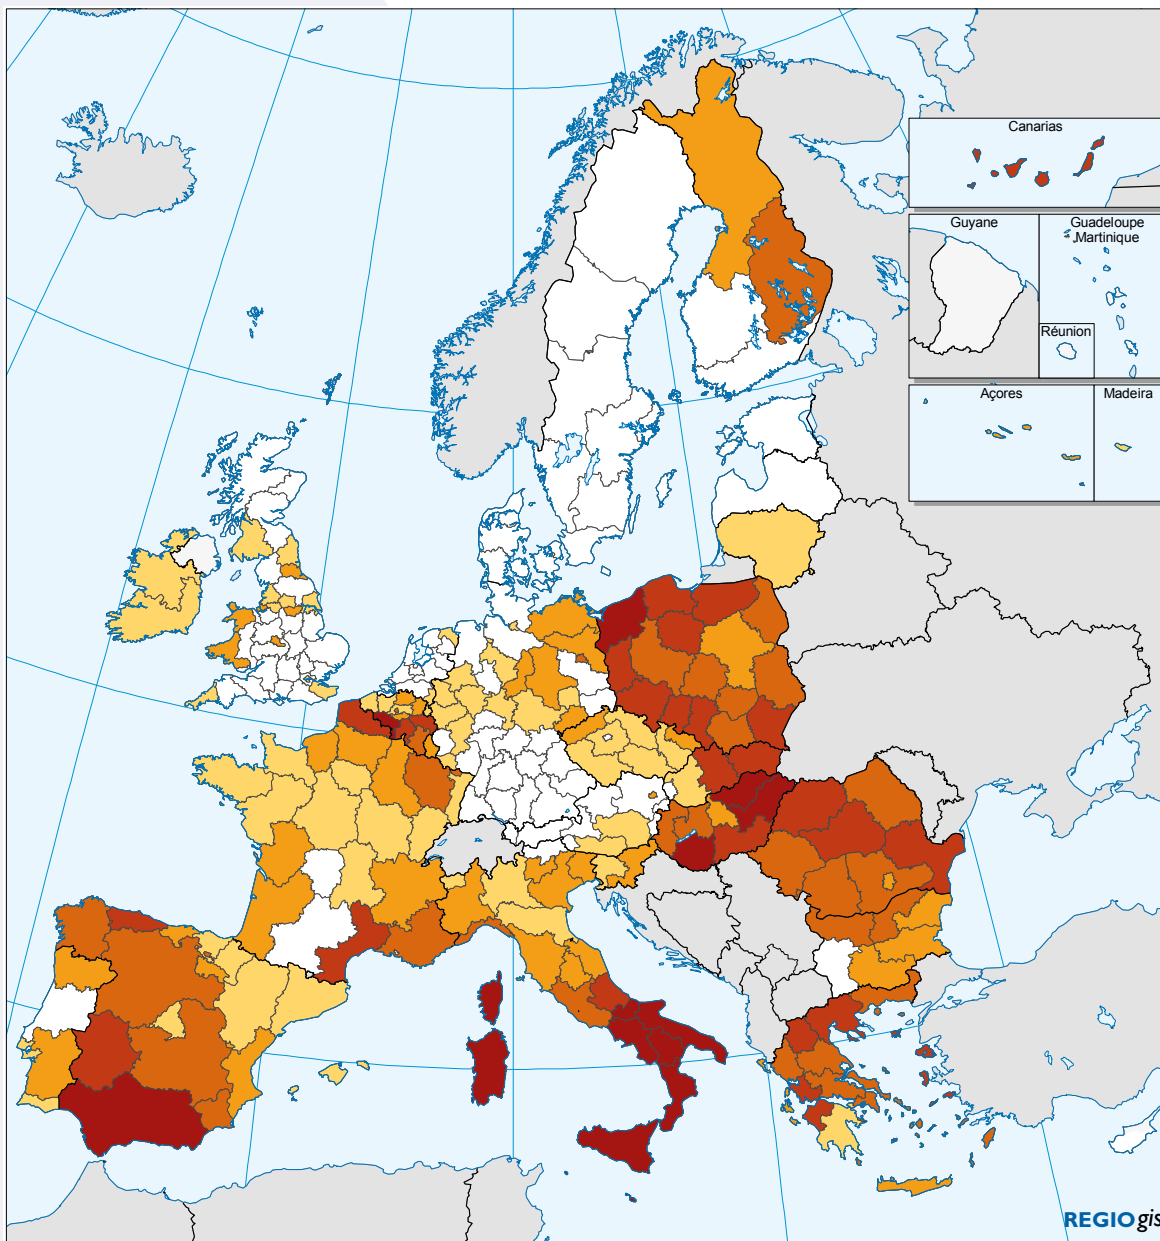 Canarias
Guyane
Guadeloupe
Martinique
Réunion
Açores
Madeira
REGIOgis